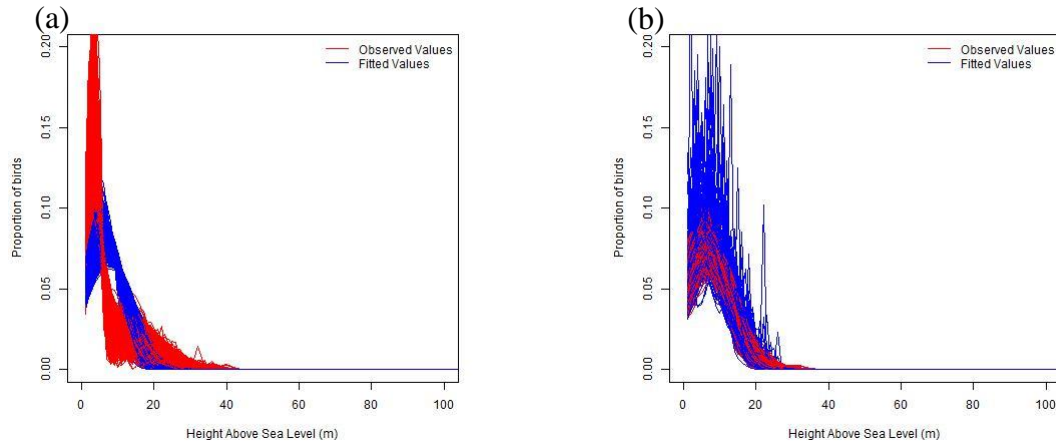 (a)
Observed Values
Fitted Values
Proportion of birds
0.00
0.05
0.10
0.15
0.20
0
20
40
60
80
100
Height Above Sea Level (m)
(b)
Observed Values
Fitted Values
Proportion of birds
0.00
0.05
0.10
0.15
0.20
0
20
40
60
80
100
Height Above Sea Level (m)